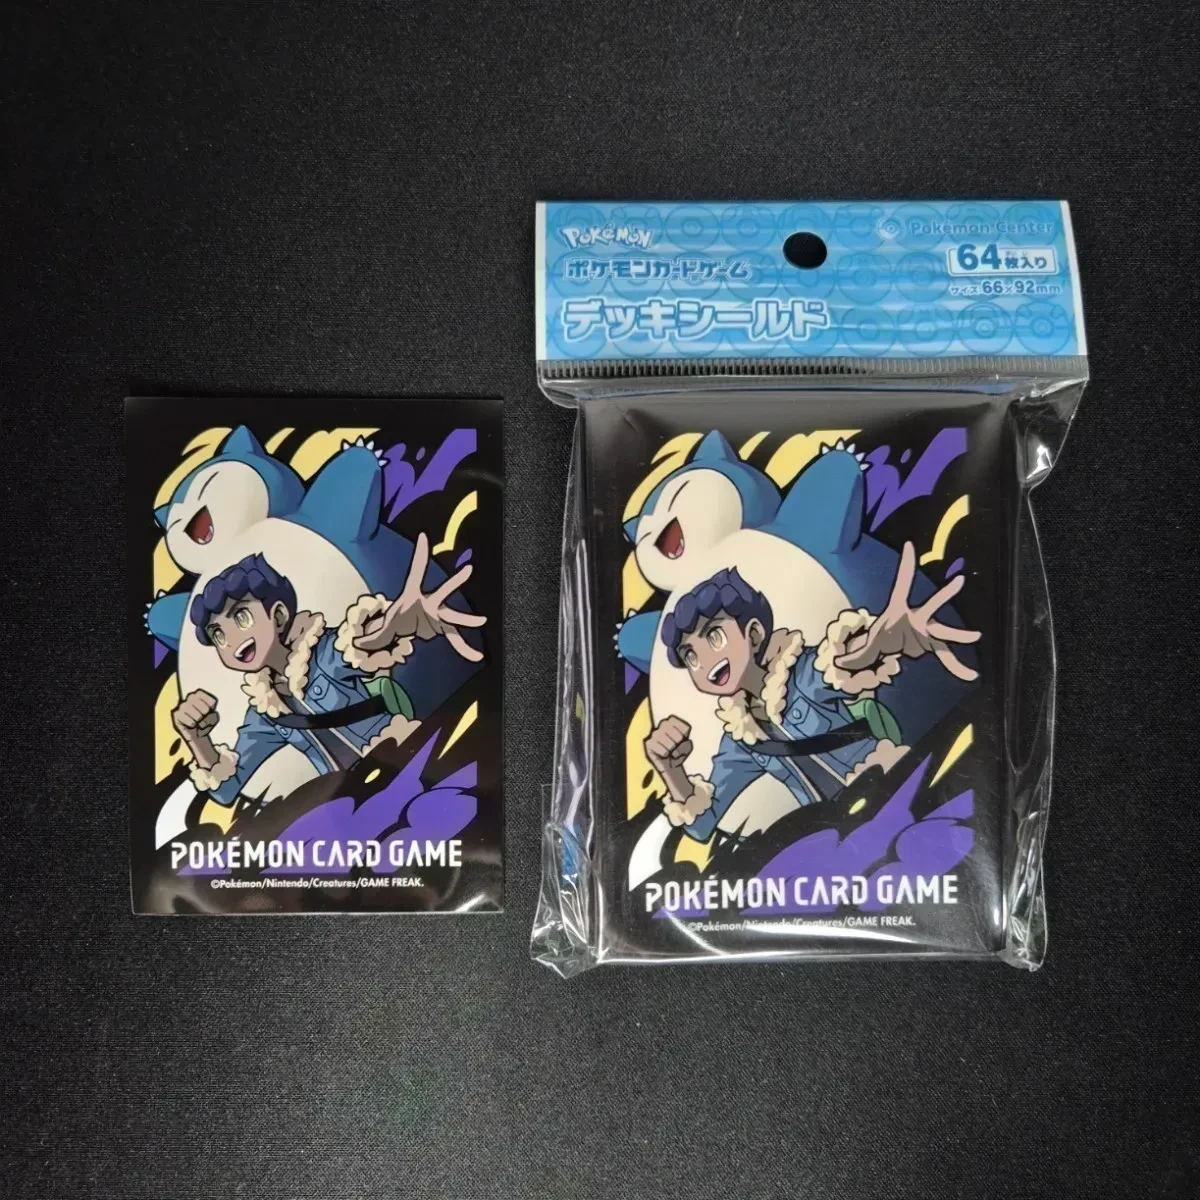 POKÉMON
Pokémon Center
ポケモンカードゲーム
64枚入り
デッキシールド
サイズ 66×92mm
POKÉMON CARD GAME
©Pokémon/Nintendo/Creatures/GAME FREAK.
POKÉMON CARD GAME
©Pokémon/Nintendo/Creatures/GAME FREAK.